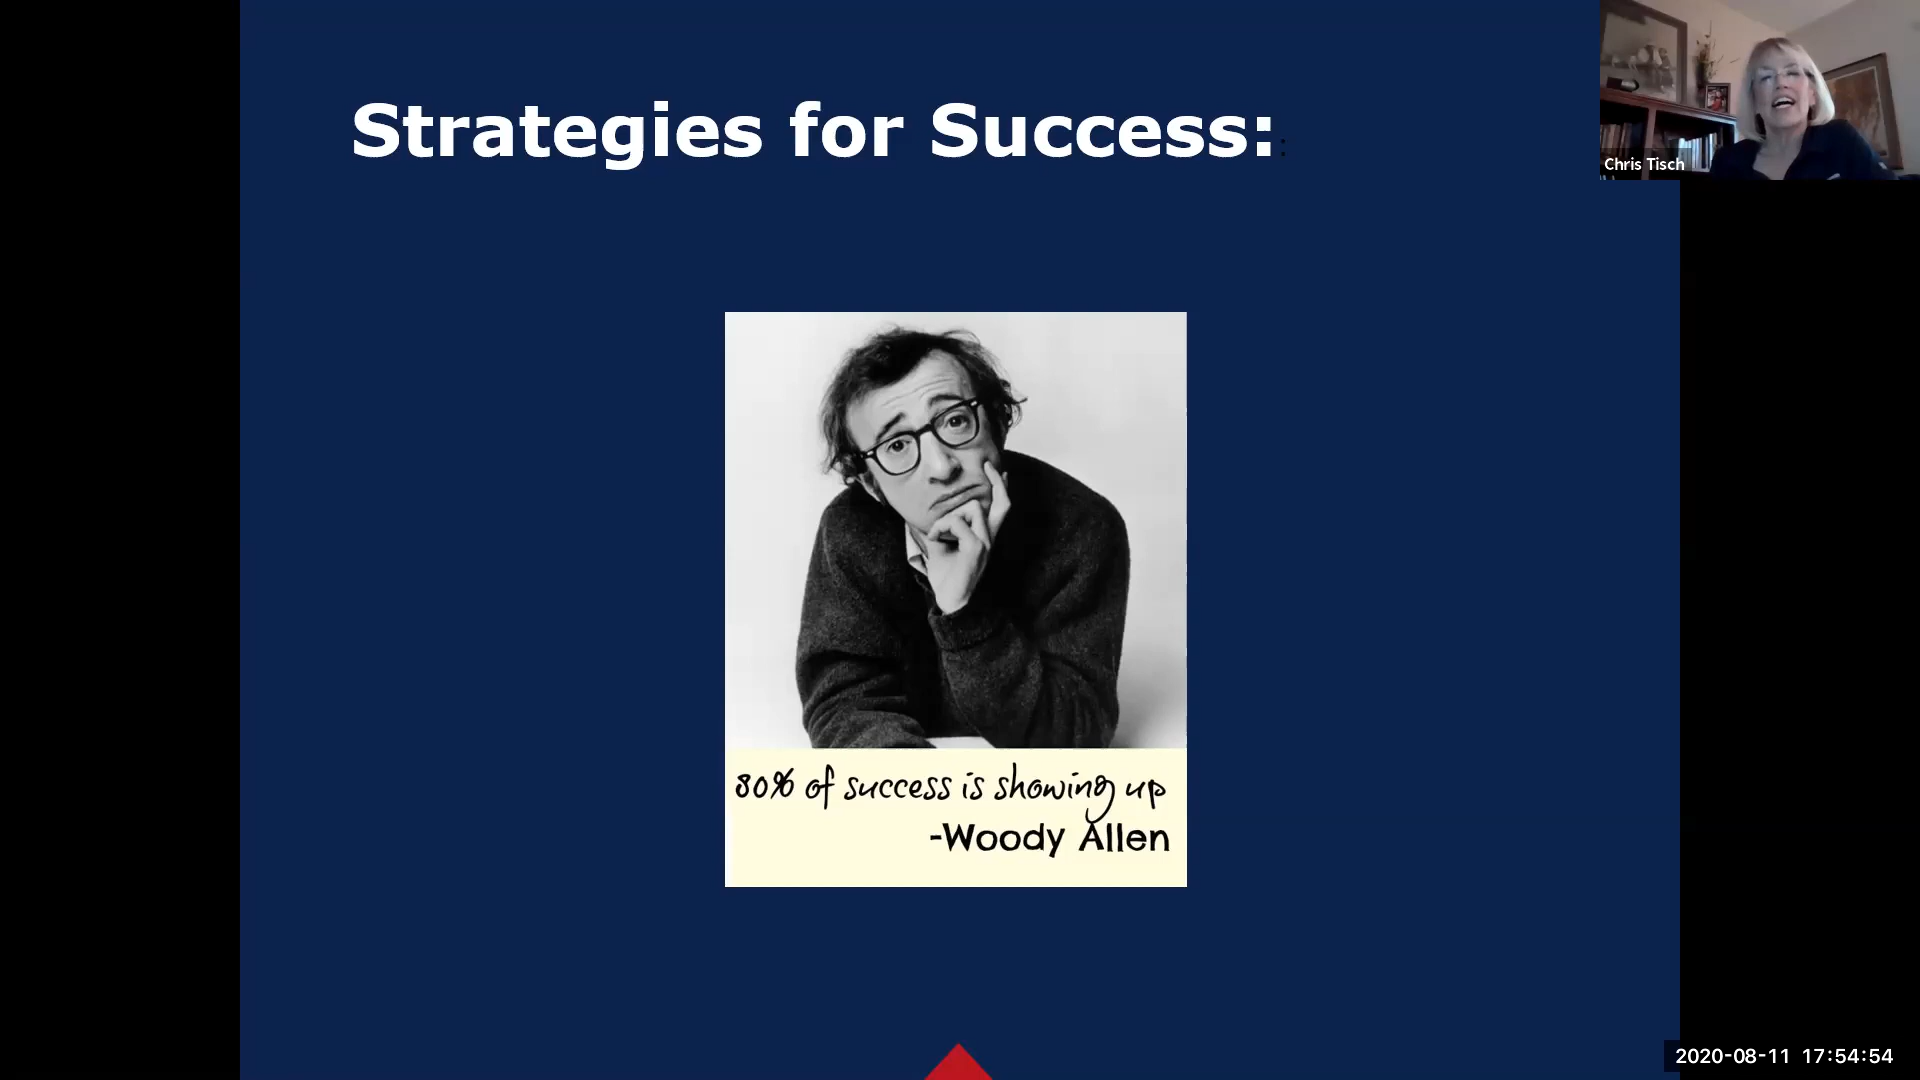 Strategies for Success:
:
Chris Tisch
80% of success is showing up
-Woody Allen
2020-08-11 17:54:54